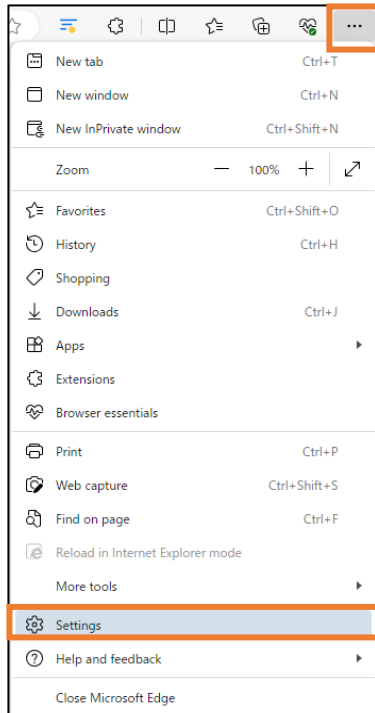 New tab Ctrl+T
New window Ctrl+N
New InPrivate window Ctrl+Shift+N
Zoom 100%
Favorites Ctrl+Shift+O
History Ctrl+H
Shopping
Downloads Ctrl+J
Apps
Extensions
Browser essentials
Print Ctrl+P
Web capture Ctrl+Shift+S
Find on page Ctrl+F
Reload in Internet Explorer mode
More tools
Settings
Help and feedback
Close Microsoft Edge